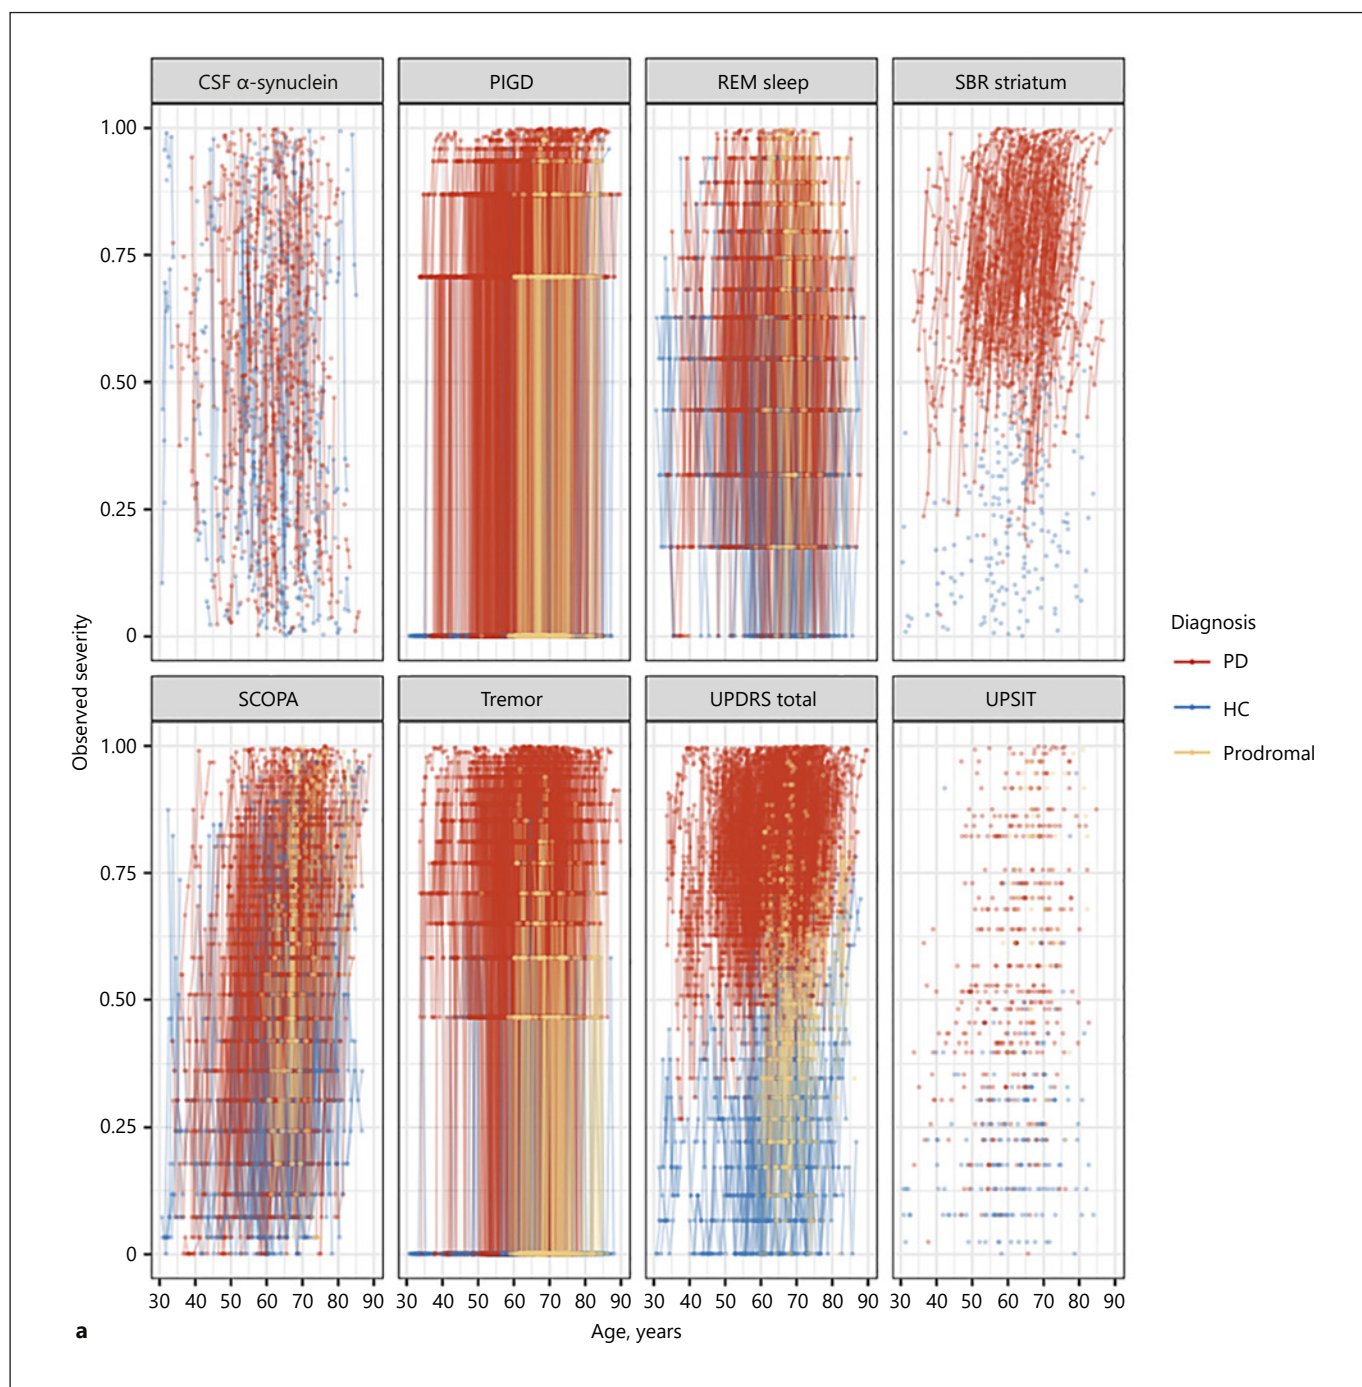 CSF α-synuclein PIGD REM sleep SBR striatum
1.00
0.75
0.50
0.25
0
Observed severity
SCOPA Tremor UPDRS total UPSIT
1.00
0.75
0.50
0.25
0
30 40 50 60 70 80 90 30 40 50 60 70 80 90 30 40 50 60 70 80 90 30 40 50 60 70 80 90
Age, years
a
Diagnosis
PD
HC
Prodromal